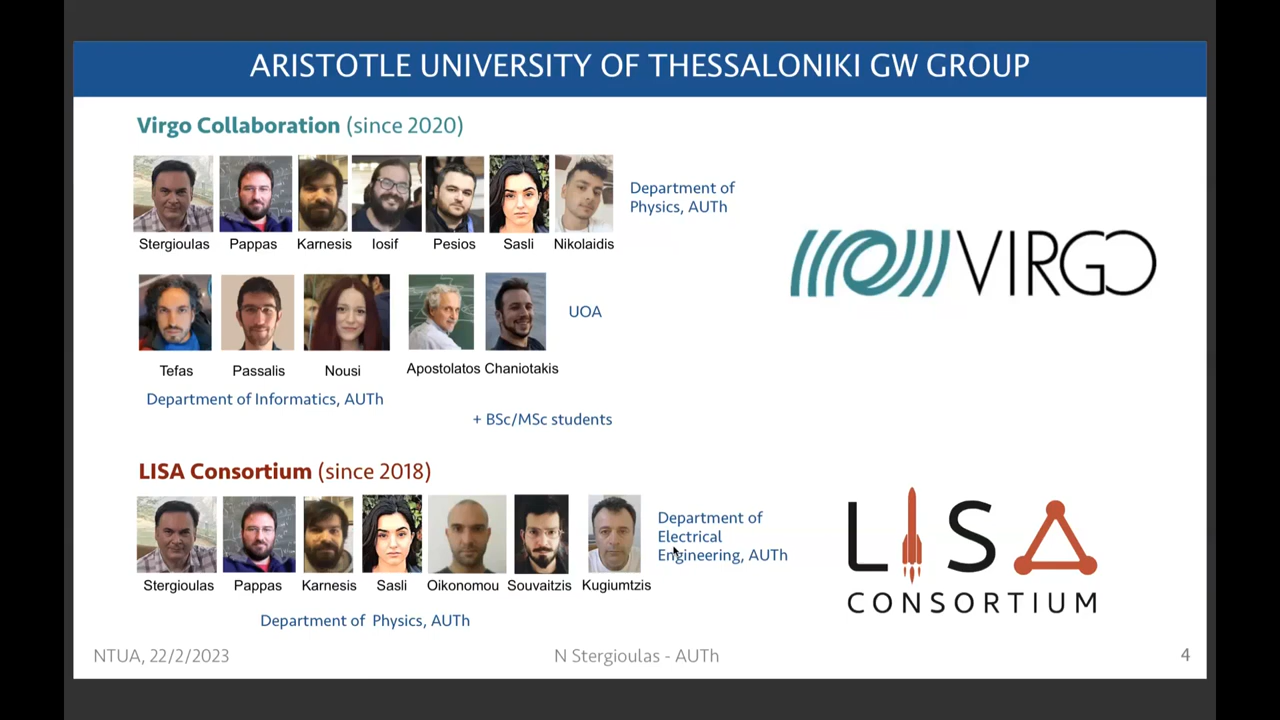 ARISTOTLE UNIVERSITY OF THESSALONIKI GW GROUP
Virgo Collaboration (since 2020)
Department of
Physics, AUTh
Stergioulas Pappas Karnesis Iosif Pesios Sasli Nikolaidis
VIRGO
UOA
Tefas Passalis Nousi Apostolatos Chaniotakis
Department of Informatics, AUTh
+ BSc/MSc students
LISA Consortium (since 2018)
Department of
Electrical
Engineering, AUTh
Stergioulas Pappas Karnesis Sasli Oikonomou Souvaitzis Kugiumtzis
Department of Physics, AUTh
LISA
CONSORTIUM
NTUA, 22/2/2023 N Stergioulas - AUTh 4